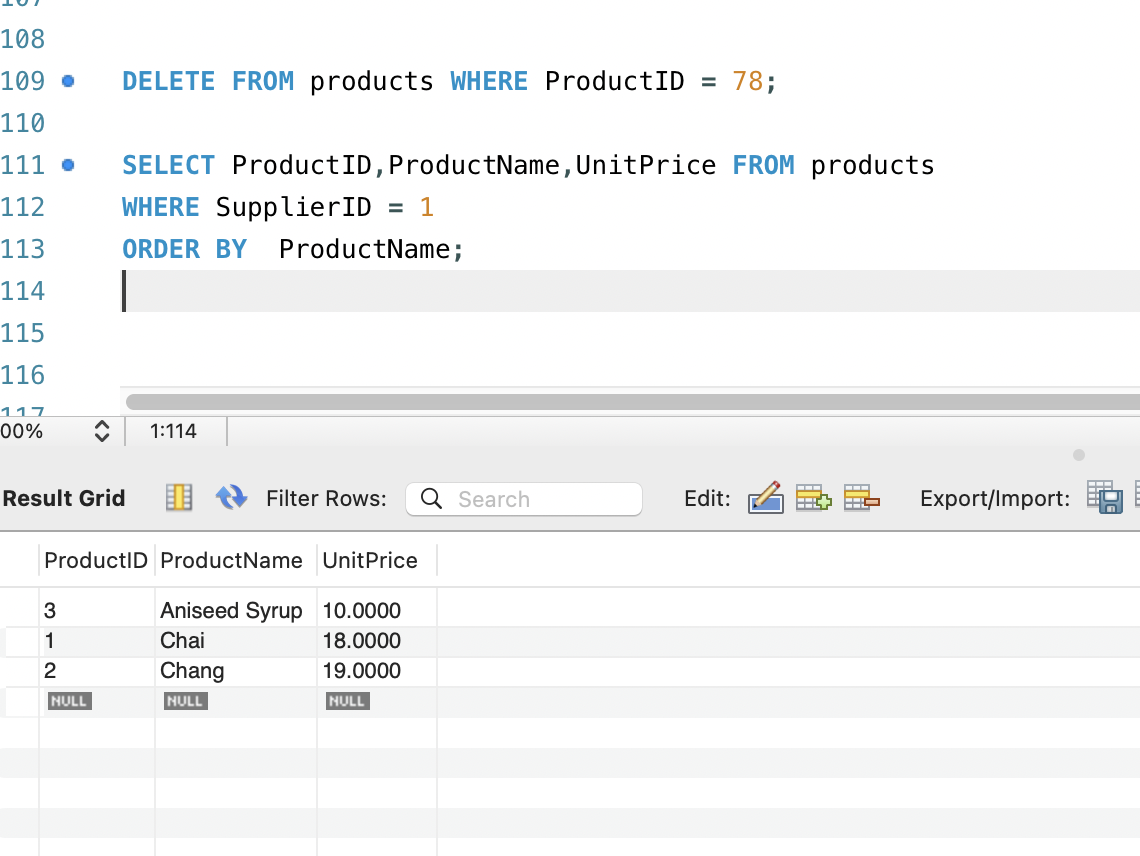 108
109 DELETE FROM products WHERE ProductID = 78;
110
111 SELECT ProductID,ProductName,UnitPrice FROM products
112 WHERE SupplierID = 1
113 ORDER BY  ProductName;
114
115
116
00% 1:114
Result Grid Filter Rows: Search Edit: Export/Import:
ProductID ProductName UnitPrice
3 Aniseed Syrup 10.0000
1 Chai 18.0000
2 Chang 19.0000
NULL NULL NULL